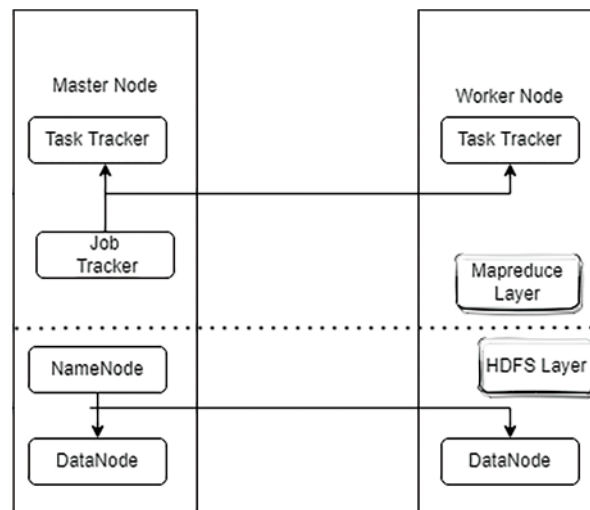 Master Node
Worker Node
Task Tracker
Task Tracker
Job
Tracker
Mapreduce
Layer
NameNode
HDFS Layer
DataNode
DataNode